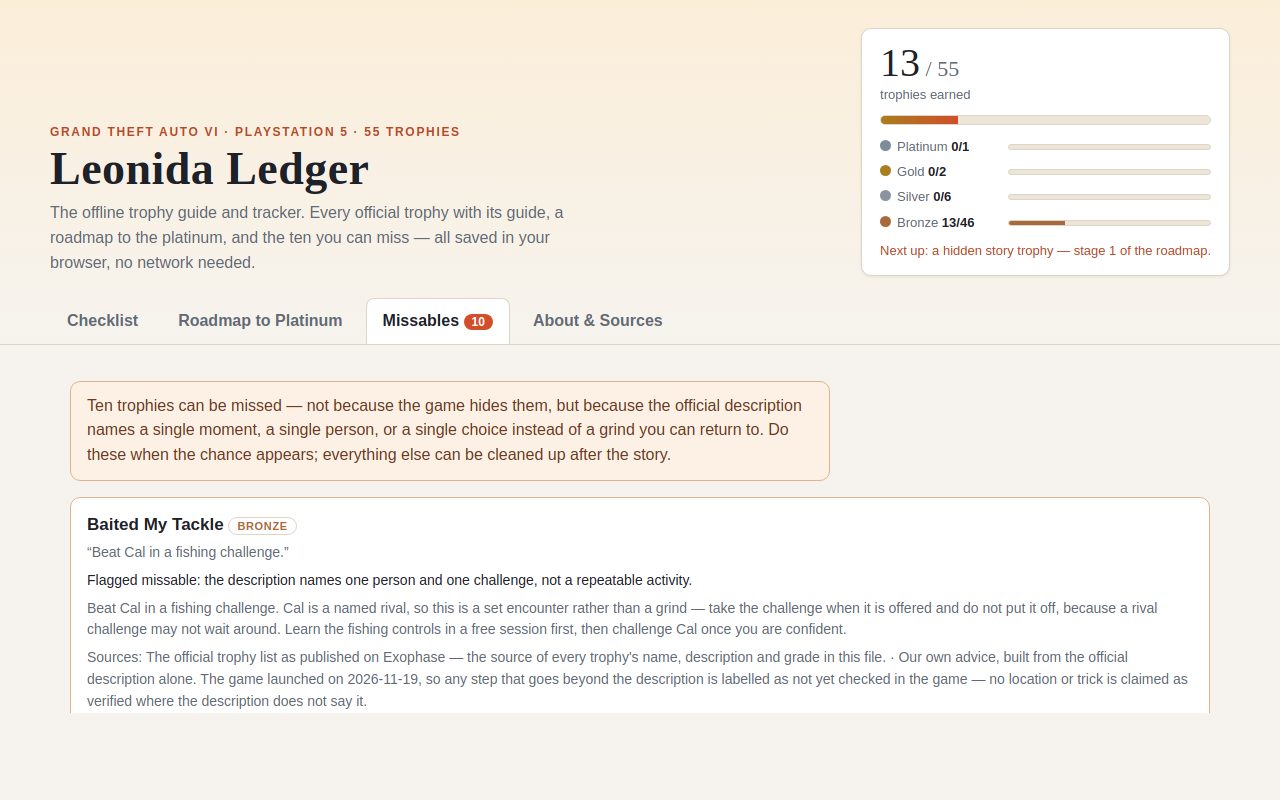 GRAND THEFT AUTO VI · PLAYSTATION 5 · 55 TROPHIES
Leonida Ledger
The offline trophy guide and tracker. Every official trophy with its guide, a
roadmap to the platinum, and the ten you can miss — all saved in your
browser, no network needed.
13 / 55
trophies earned
Platinum 0/1
Gold 0/2
Silver 0/6
Bronze 13/46
Next up: a hidden story trophy — stage 1 of the roadmap.
Checklist
Roadmap to Platinum
Missables 10
About & Sources
Ten trophies can be missed — not because the game hides them, but because the official description
names a single moment, a single person, or a single choice instead of a grind you can return to. Do
these when the chance appears; everything else can be cleaned up after the story.
Baited My Tackle BRONZE
“Beat Cal in a fishing challenge.”
Flagged missable: the description names one person and one challenge, not a repeatable activity.
Beat Cal in a fishing challenge. Cal is a named rival, so this is a set encounter rather than a grind — take the challenge when it is offered and do not put it off, because a rival
challenge may not wait around. Learn the fishing controls in a free session first, then challenge Cal once you are confident.
Sources: The official trophy list as published on Exophase — the source of every trophy's name, description and grade in this file. · Our own advice, built from the official
description alone. The game launched on 2026-11-19, so any step that goes beyond the description is labelled as not yet checked in the game — no location or trick is claimed as
verified where the description does not say it.